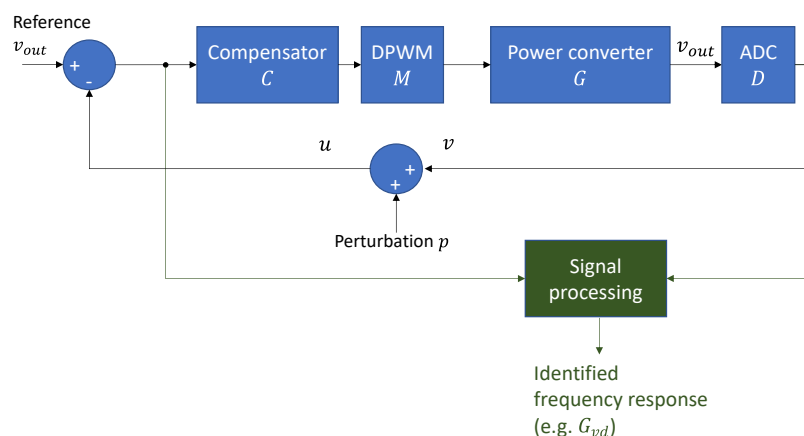 Reference
v_out
+
-
Compensator
C
DPWM
M
Power converter
G
v_out
ADC
D
u
v
+
+
Perturbation p
Signal
processing
Identified
frequency response
(e.g. G_vd)